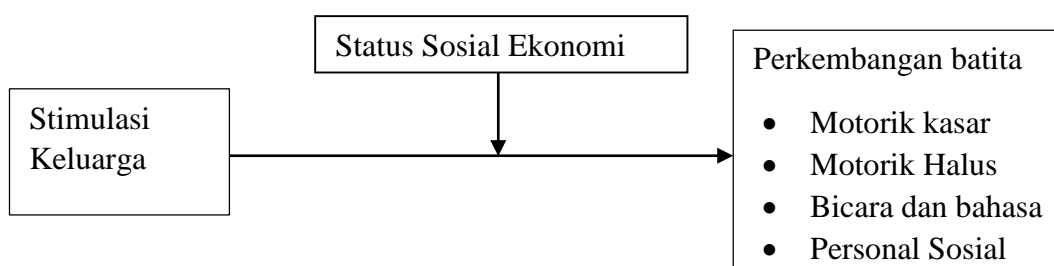 Status Sosial Ekonomi
Stimulasi
Keluarga
Perkembangan batita
• Motorik kasar
• Motorik Halus
• Bicara dan bahasa
• Personal Sosial